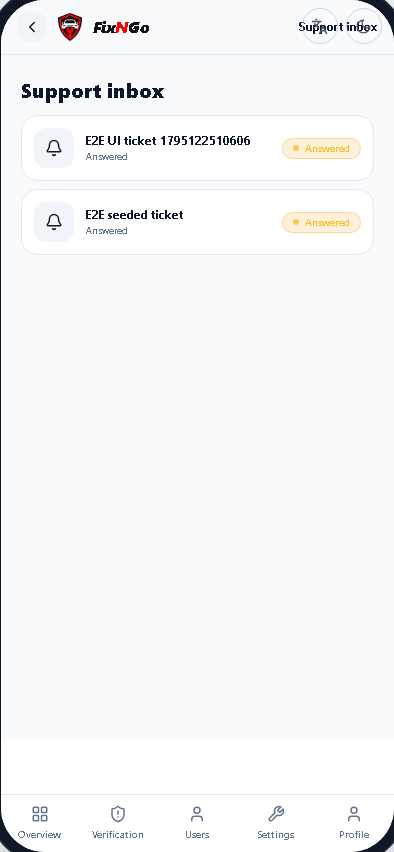 FixNGo
Support inbox
Support inbox
E2E UI ticket 1795122510606
Answered
Answered
E2E seeded ticket
Answered
Answered
Overview
Verification
Users
Settings
Profile